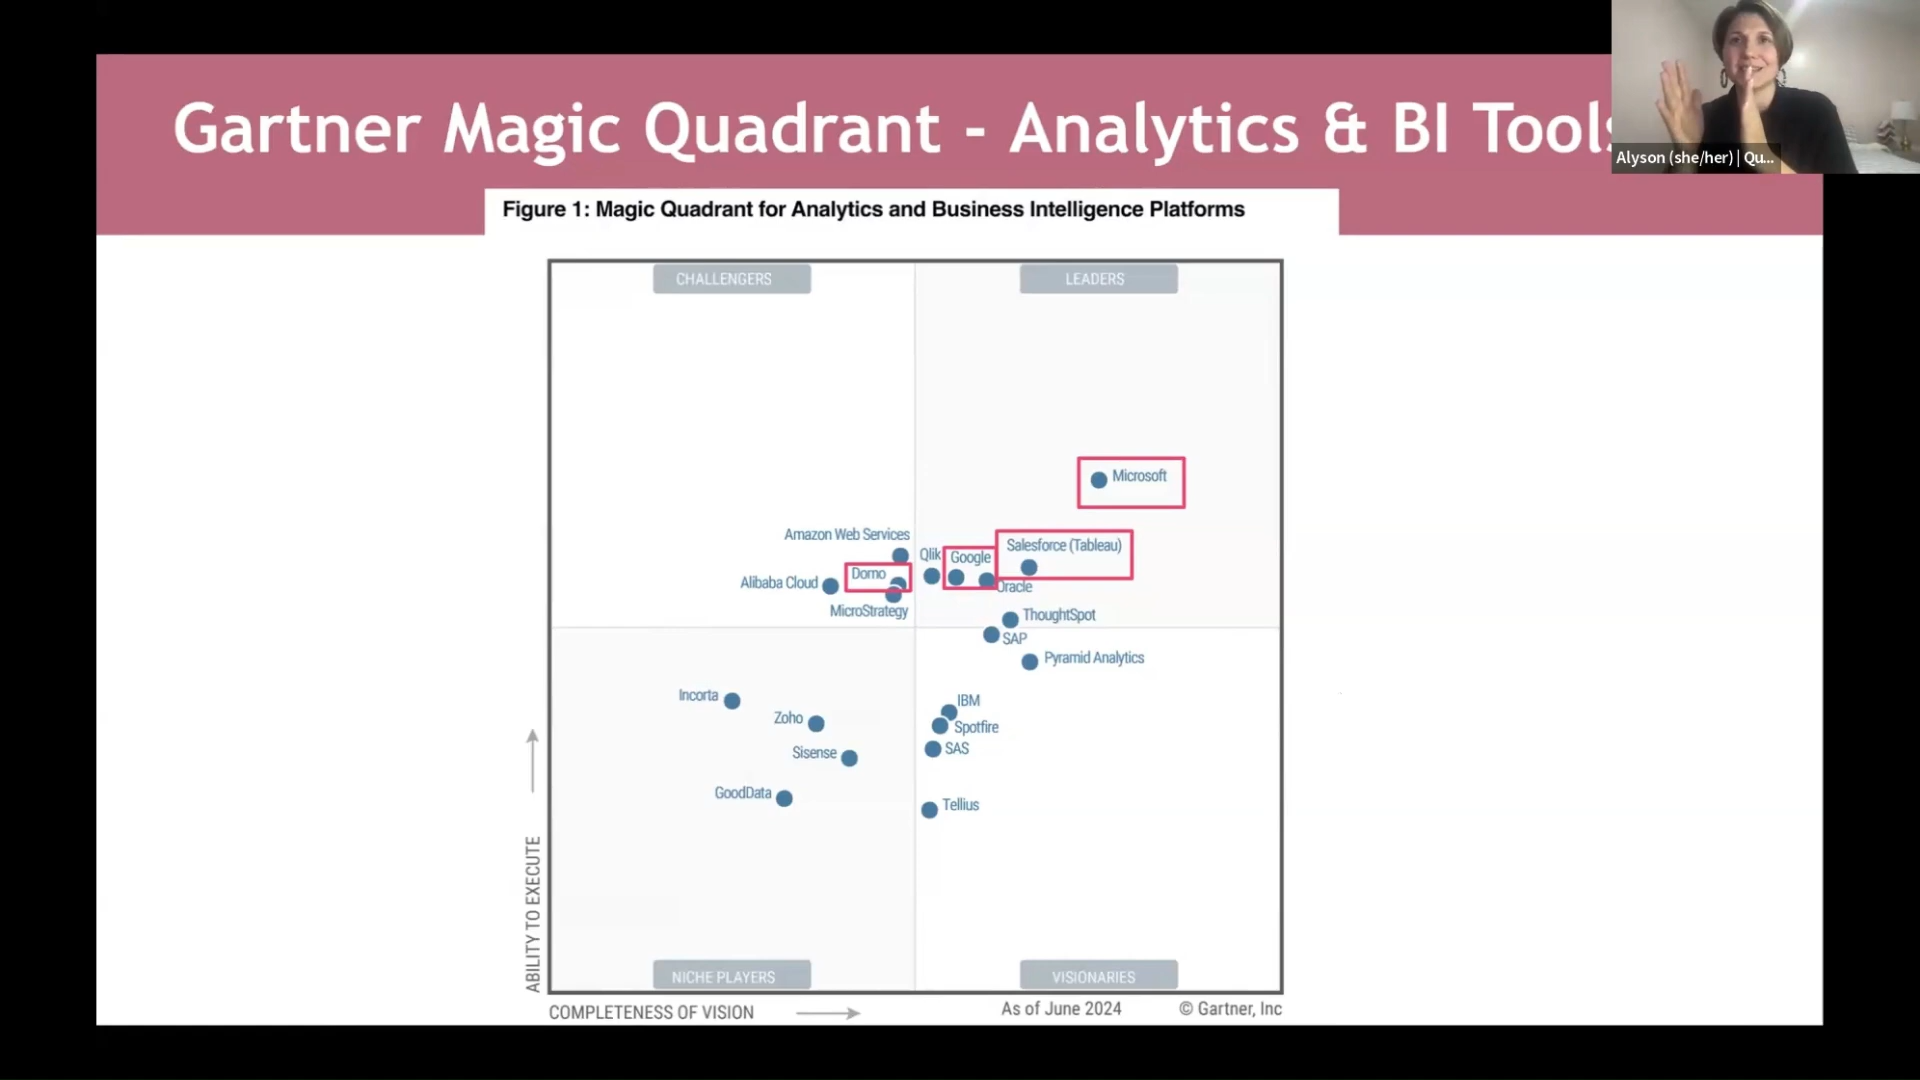 Gartner Magic Quadrant - Analytics & BI Tools
Alyson (she/her) | Qu...
Figure 1: Magic Quadrant for Analytics and Business Intelligence Platforms
CHALLENGERS
LEADERS
Microsoft
Amazon Web Services
Salesforce (Tableau)
Qlik
Google
Domo
Alibaba Cloud
Oracle
MicroStrategy
ThoughtSpot
SAP
Pyramid Analytics
Incorta
IBM
Zoho
Spotfire
Sisense
SAS
GoodData
Tellius
ABILITY TO EXECUTE
NICHE PLAYERS
VISIONARIES
COMPLETENESS OF VISION
As of June 2024
© Gartner, Inc